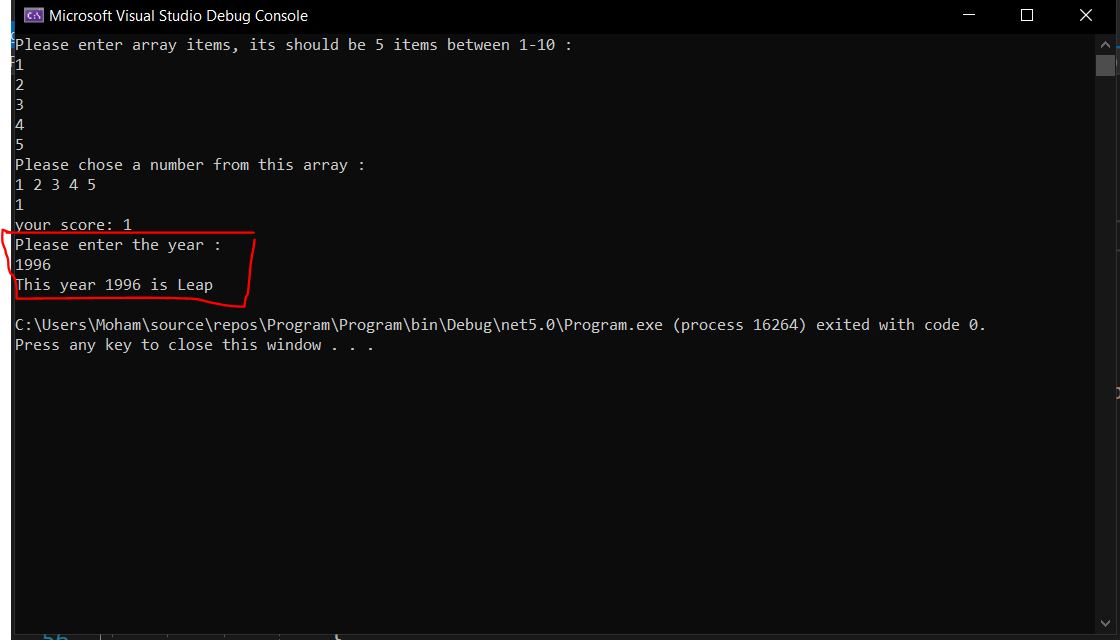 Microsoft Visual Studio Debug Console
Please enter array items, its should be 5 items between 1-10 :
1
2
3
4
5
Please chose a number from this array :
1 2 3 4 5
1
your score: 1
Please enter the year :
1996
This year 1996 is Leap
C:\Users\Moham\source\repos\Program\Program\bin\Debug\net5.0\Program.exe (process 16264) exited with code 0.
Press any key to close this window . . .